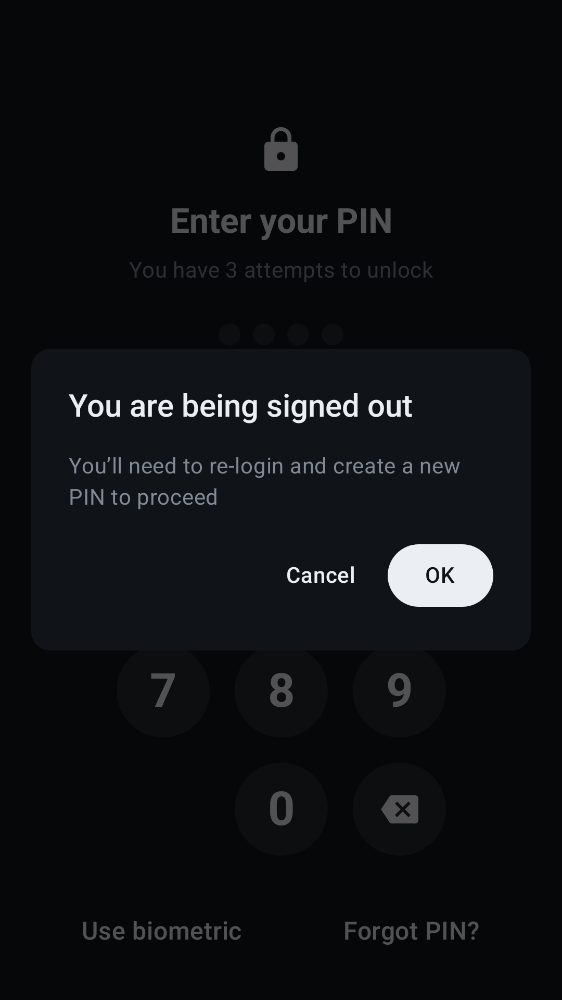 Enter your PIN
You have 3 attempts to unlock
You are being signed out
You’ll need to re-login and create a new
PIN to proceed
Cancel OK
7 8 9
0
Use biometric Forgot PIN?